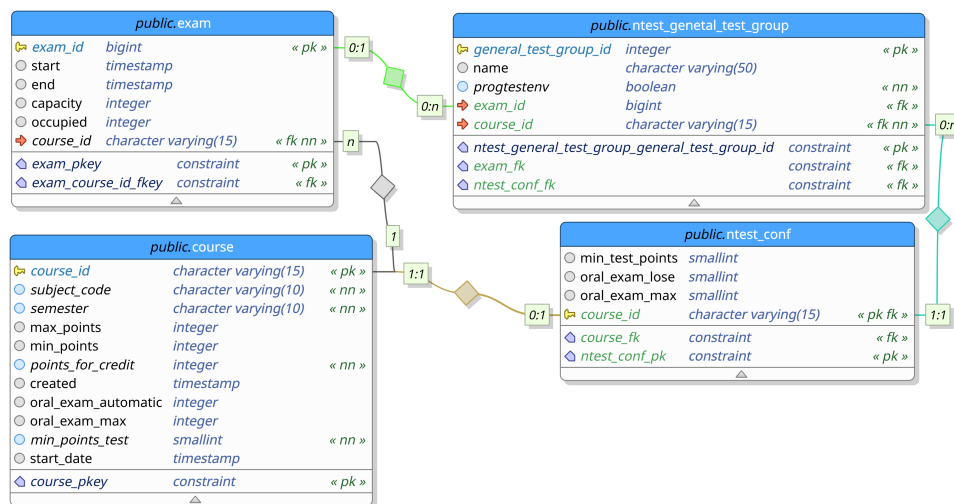 public.exam
exam_id bigint « pk »
start timestamp
end timestamp
capacity integer
occupied integer
course_id character varying(15) « fk nn »
exam_pkey constraint « pk »
exam_course_id_fkey constraint « fk »
0:1
0:n
n
1
public.ntest_genetal_test_group
general_test_group_id integer « pk »
name character varying(50)
progtestenv boolean « nn »
exam_id bigint « fk »
course_id character varying(15) « fk nn »
ntest_general_test_group_general_test_group_id constraint « pk »
exam_fk constraint « fk »
ntest_conf_fk constraint « fk »
0:n
public.course
course_id character varying(15) « pk »
subject_code character varying(10) « nn »
semester character varying(10) « nn »
max_points integer
min_points integer
points_for_credit integer « nn »
created timestamp
oral_exam_automatic integer
oral_exam_max integer
min_points_test smallint « nn »
start_date timestamp
course_pkey constraint « pk »
1:1
0:1
public.ntest_conf
min_test_points smallint
oral_exam_lose smallint
oral_exam_max smallint
course_id character varying(15) « pk fk »
course_fk constraint « fk »
ntest_conf_pk constraint « pk »
1:1